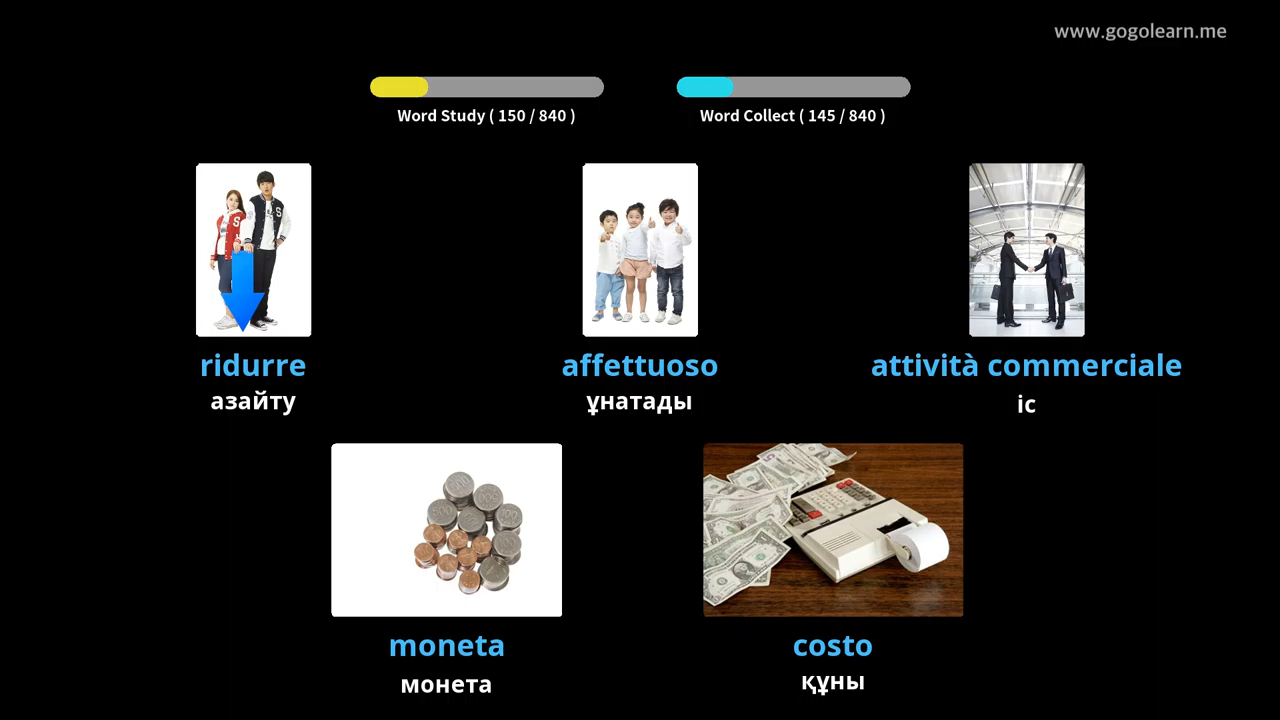 www.gogolearn.me
Word Study ( 150 / 840 )
Word Collect ( 145 / 840 )
ridurre
азайту
affettuoso
ұнатады
attività commerciale
іс
moneta
монета
costo
құны